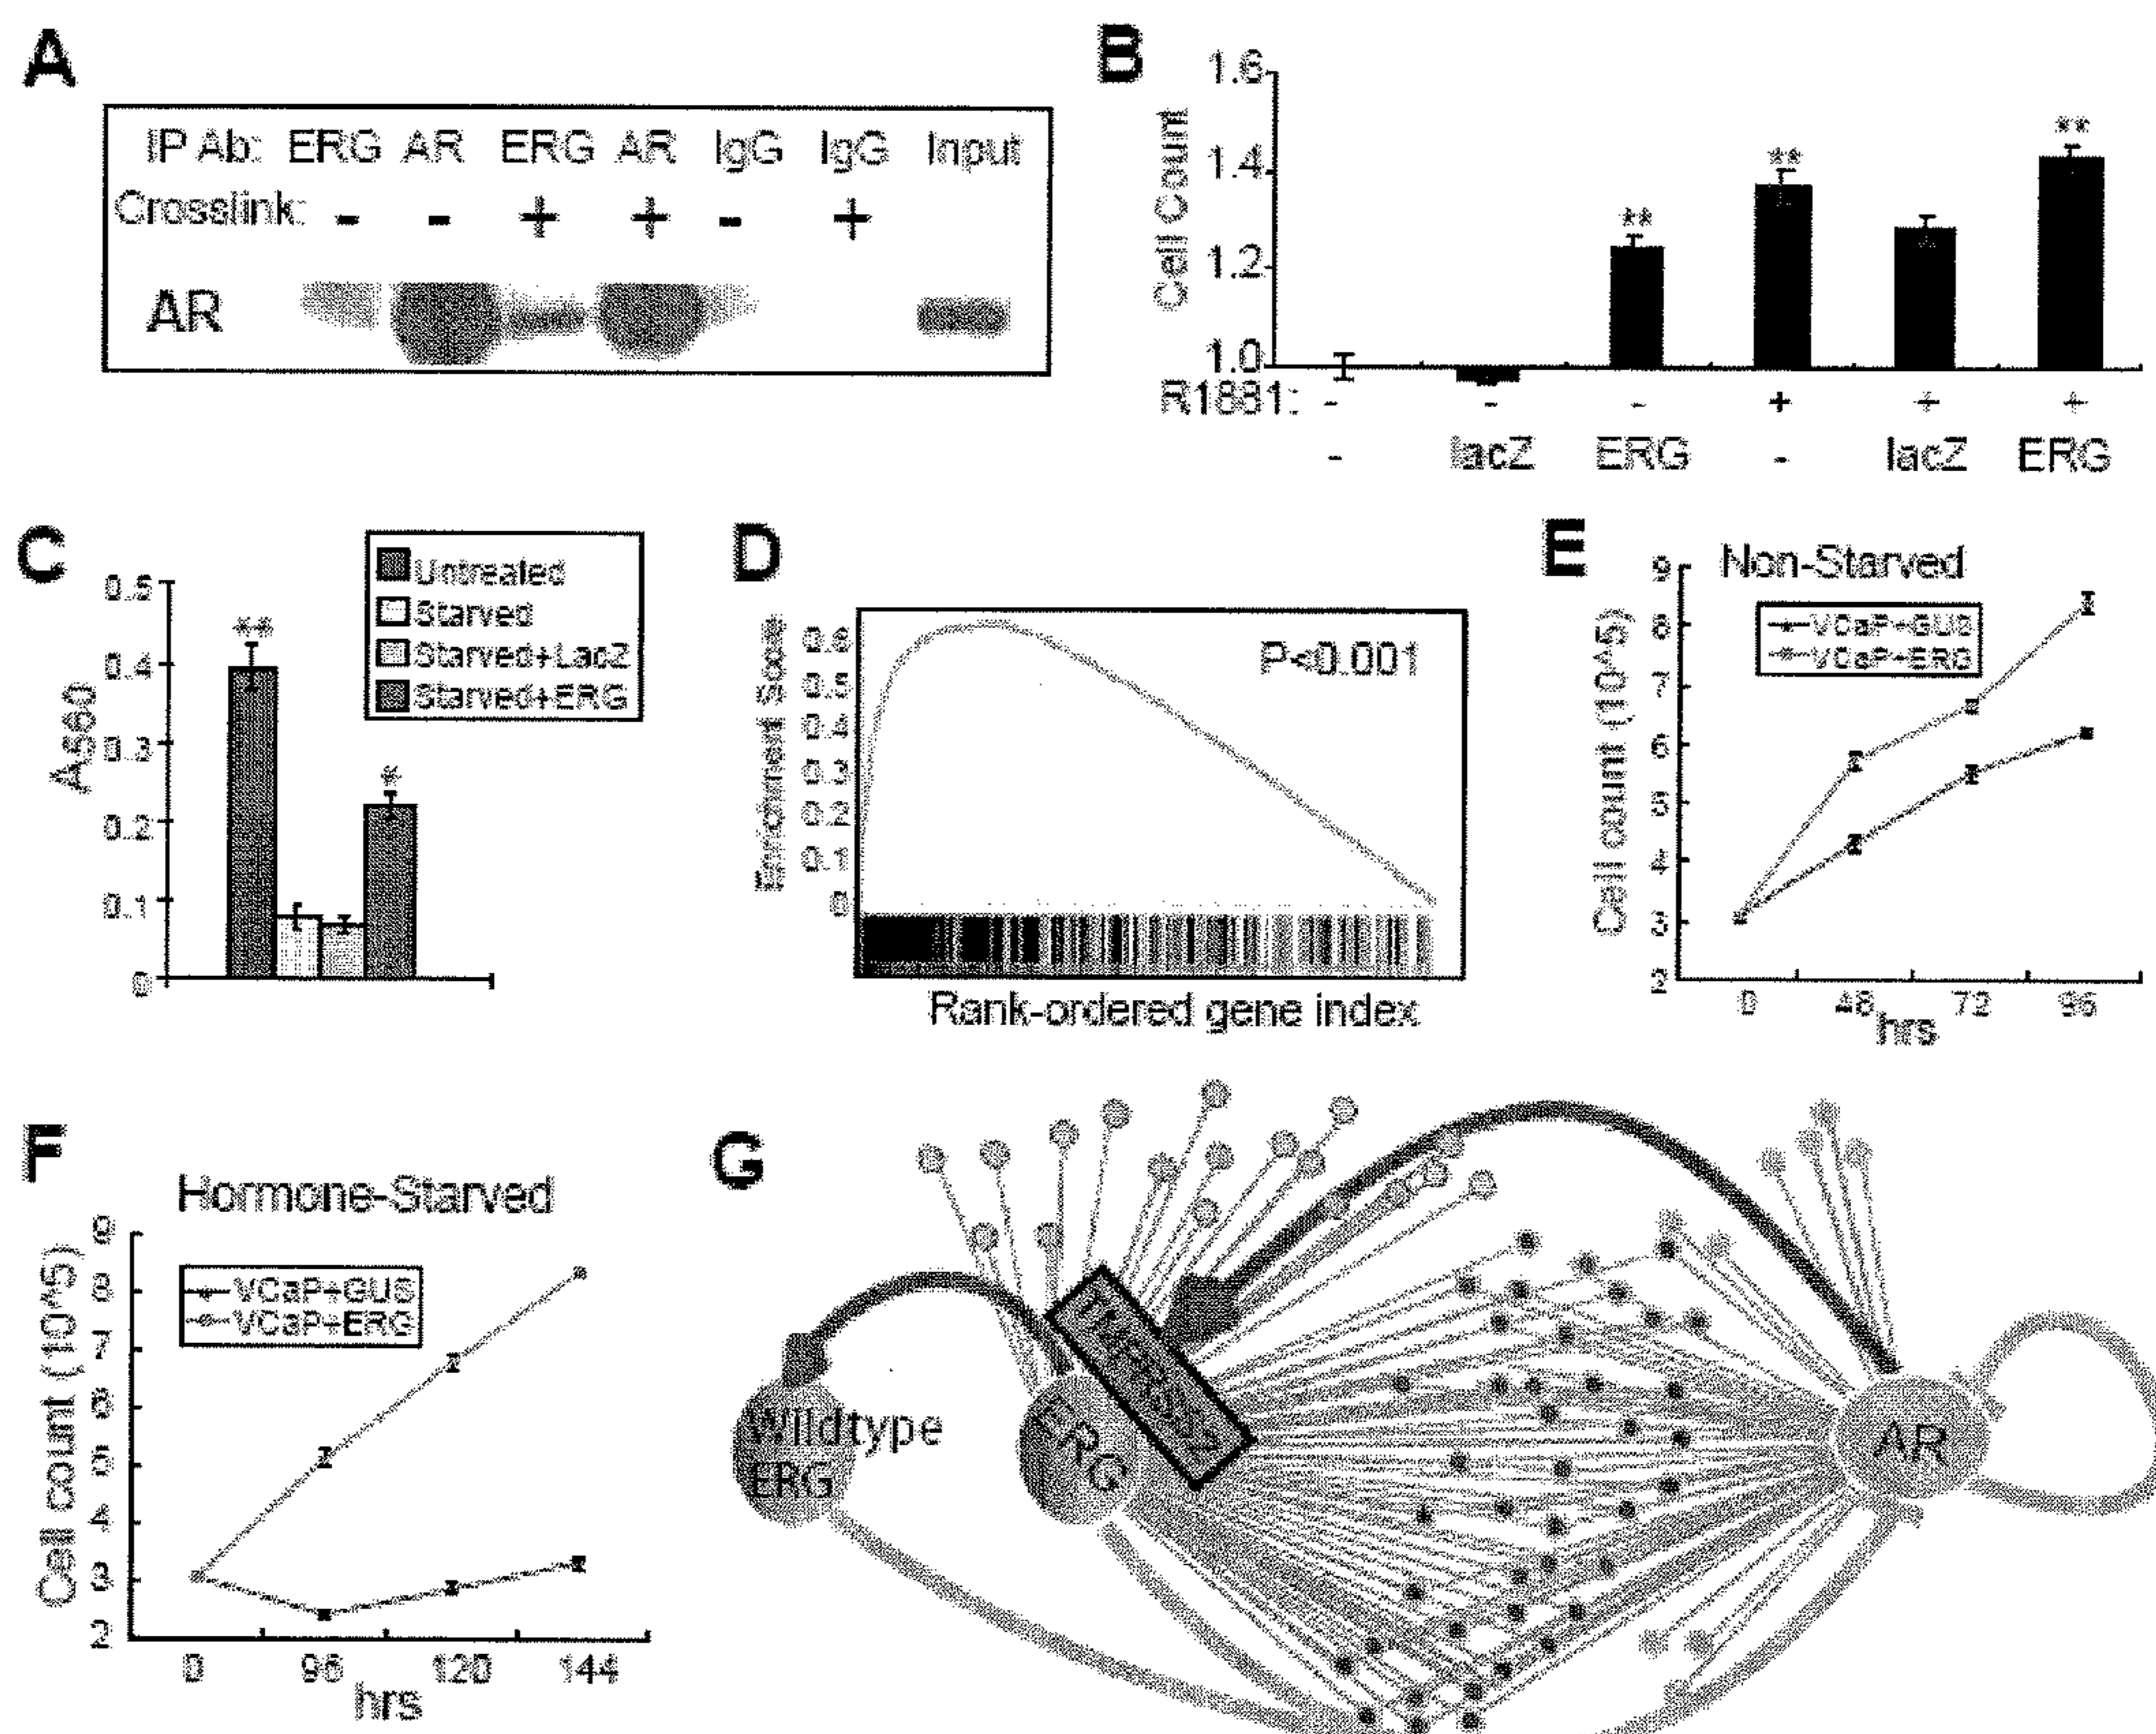 A
IP Ab: ERG AR ERG AR IgG IgG Input
Crosslink: - - + + - +
AR
B
Cell Count
1.6
1.4
1.2
1.0
R1881: - - - + + +
- lacZ ERG - lacZ ERG
C
A560
0.5
0.4
0.3
0.2
0.1
0
** *
Untreated
Starved
Starved+LacZ
Starved+ERG
D
Enrichment Score
0.6
0.5
0.4
0.3
0.2
0.1
0
P<0.001
Rank-ordered gene index
E
Non-Starved
Cell count (10^5)
9
8
7
6
5
4
3
2
VCaP+GUS
VCaP+ERG
0 48 72 96
hrs
F
Hormone-Starved
Cell count (10^5)
9
8
7
6
5
4
3
2
VCaP+GUS
VCaP+ERG
0 96 120 144
hrs
G
Wildtype
ERG
ERG
TMPRSS2
AR